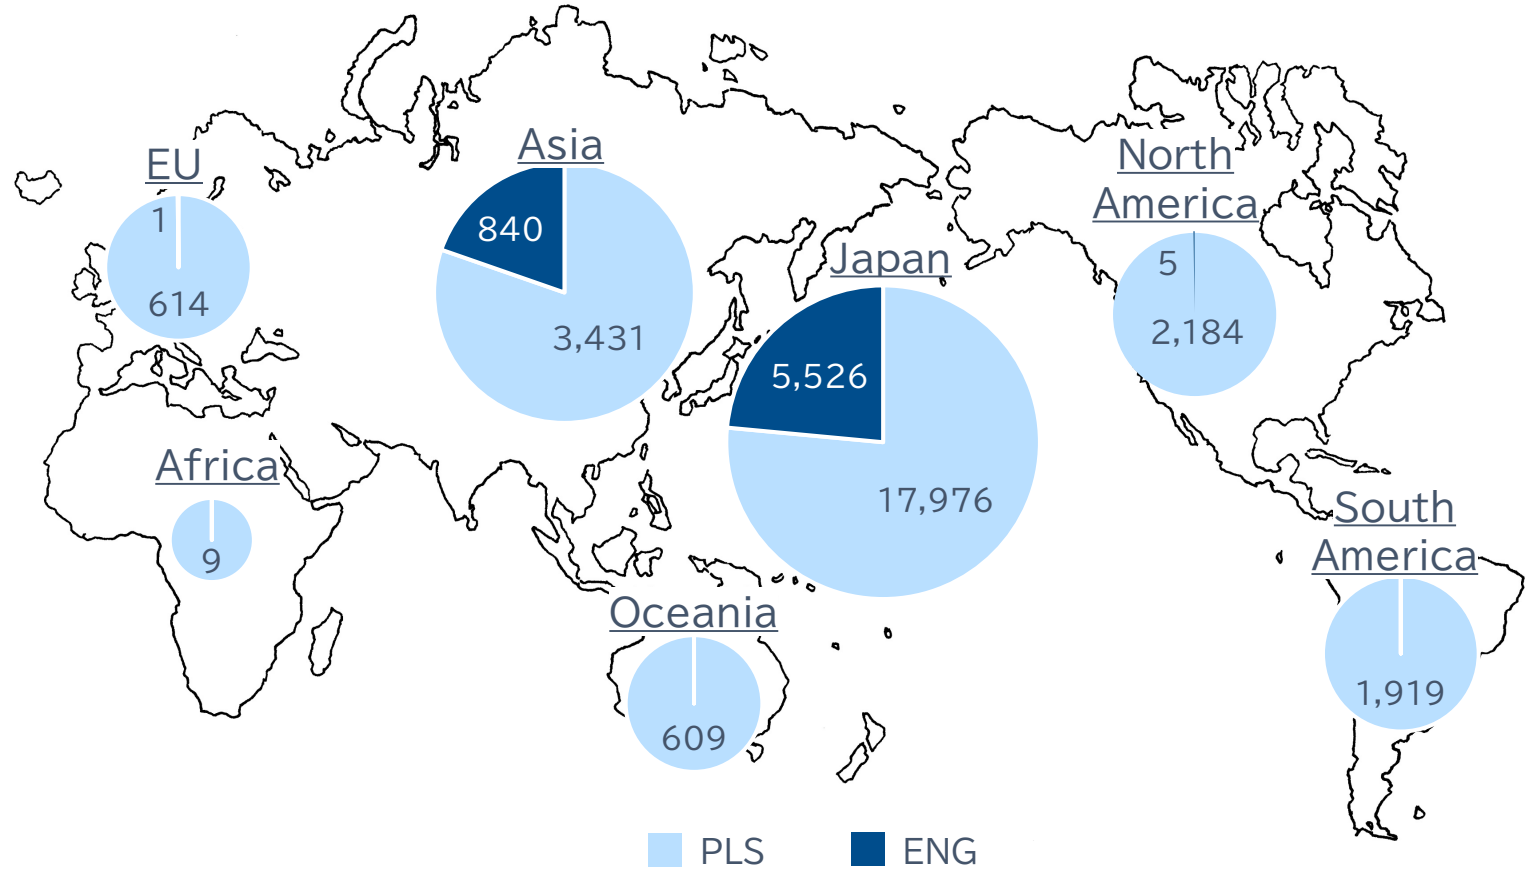 EU
1
614
Asia
840
3,431
Japan
5,526
17,976
North
America
5
2,184
Africa
9
Oceania
609
South
America
1,919
PLS
ENG